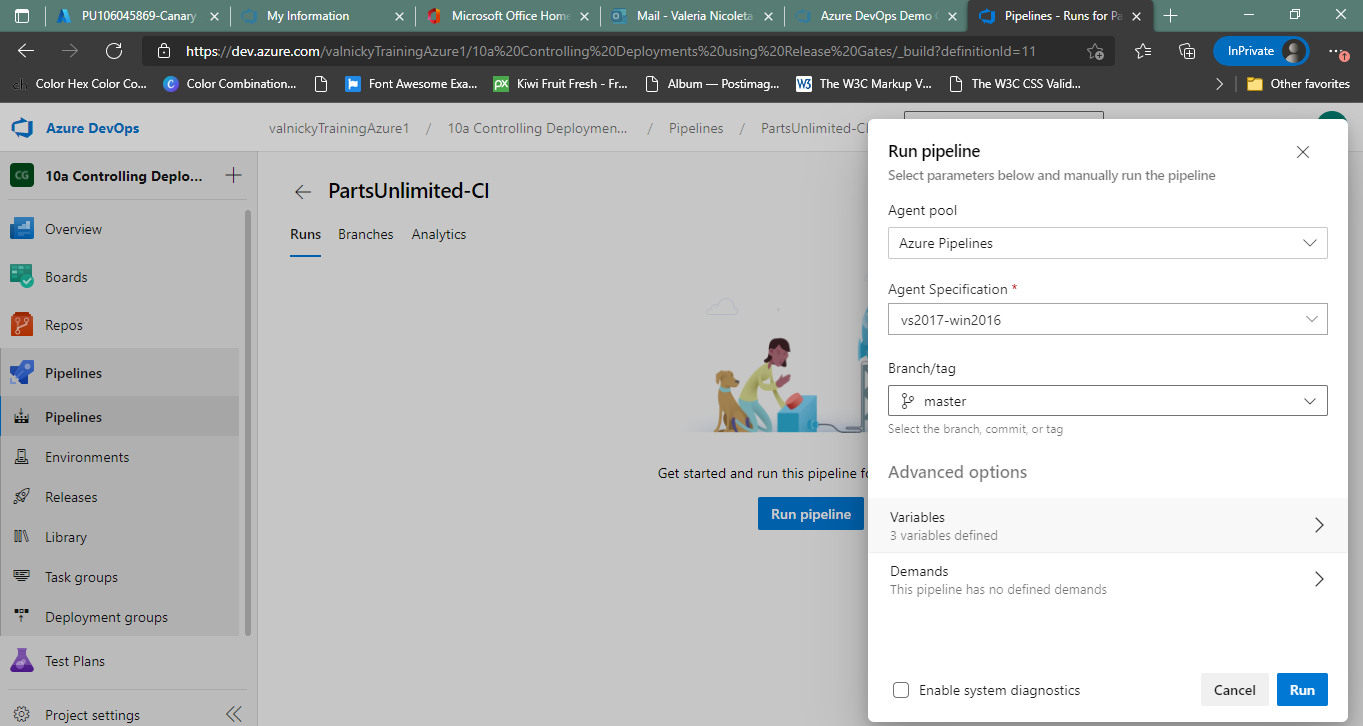 PU106045869-Canary
My Information
Microsoft Office Home
Mail - Valeria Nicoleta
Azure DevOps Demo
Pipelines - Runs for Pa
https://dev.azure.com/valnickyTrainingAzure1/10a%20Controlling%20Deployments%20using%20Release%20Gates/_build?definitionId=11
InPrivate
Color Hex Color Co...
Color Combination...
Font Awesome Exa...
Kiwi Fruit Fresh - Fr...
Album — Postimag...
The W3C Markup V...
The W3C CSS Valid...
Other favorites
Azure DevOps
valnickyTrainingAzure1 / 10a Controlling Deploymen... / Pipelines / PartsUnlimited-CI
CG
10a Controlling Deplo...
Overview
Boards
Repos
Pipelines
Pipelines
Environments
Releases
Library
Task groups
Deployment groups
Test Plans
Project settings
PartsUnlimited-CI
Runs
Branches
Analytics
Get started and run this pipeline
Run pipeline
Run pipeline
Select parameters below and manually run the pipeline
Agent pool
Azure Pipelines
Agent Specification *
vs2017-win2016
Branch/tag
master
Select the branch, commit, or tag
Advanced options
Variables
3 variables defined
Demands
This pipeline has no defined demands
Enable system diagnostics
Cancel
Run